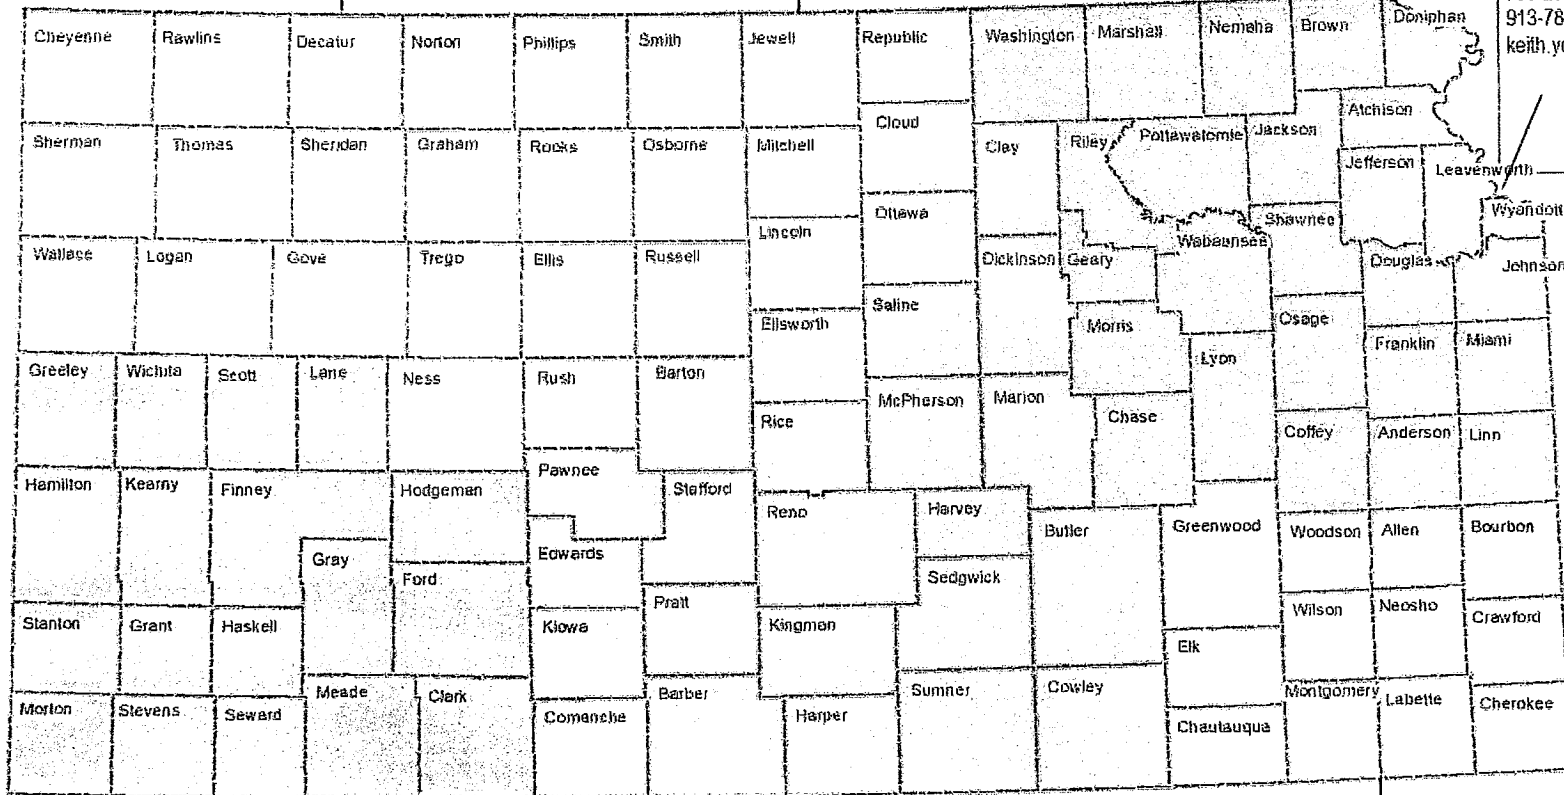 Cheyenne Rawlins Decatur Norton Phillips Smith Jewell Republic Washington Marshall Nemaha Brown Doniphan
913-78
keith.y
Cloud
Atchison
Sherman Thomas Sheridan Graham Rooks Osborne Mitchell Clay Riley Pottawatomie Jackson
Jefferson Leavenworth
Ottawa Shawnee Wyandott
Lincoln Wabaunsee
Wallace Logan Gove Trego Ellis Russell Dickinson Geary Douglas Johnson
Saline
Ellsworth Morris Osage
Franklin Miami
Greeley Wichita Scott Lane Ness Rush Barton Lyon
McPherson Marion
Rice Chase
Coffey Anderson Linn
Pawnee
Hamilton Kearny Finney Hodgeman Stafford
Reno Harvey
Butler Greenwood Woodson Allen Bourbon
Gray Edwards
Ford Sedgwick
Pratt
Stanton Grant Haskell Kiowa Kingman Wilson Neosho Crawford
Elk
Meade Clark Barber Sumner Cowley Montgomery Labette Cherokee
Morton Stevens Seward Comanche Harper
Chautauqua